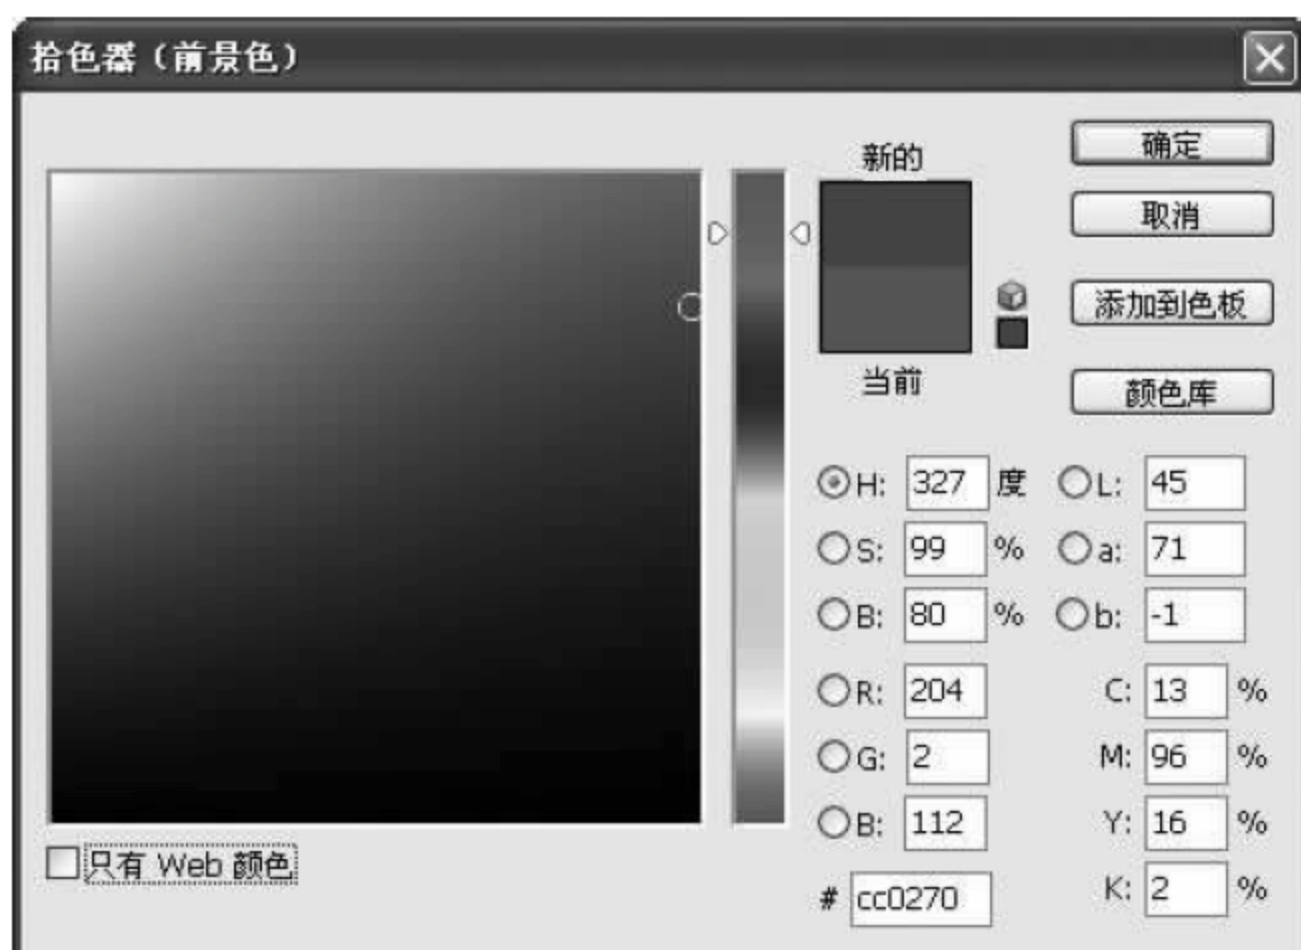 拾色器（前景色）
新的
当前
确定
取消
添加到色板
颜色库
H: 327 度
S: 99 %
B: 80 %
R: 204
G: 2
B: 112
# cc0270
L: 45
a: 71
b: -1
C: 13 %
M: 96 %
Y: 16 %
K: 2 %
只有 Web 颜色